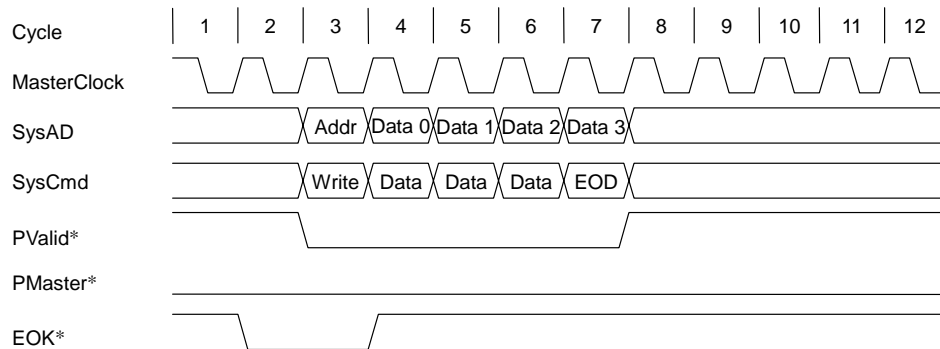 Cycle 1 2 3 4 5 6 7 8 9 10 11 12
MasterClock
SysAD Addr Data 0 Data 1 Data 2 Data 3
SysCmd Write Data Data Data EOD
PValid*
PMaster*
EOK*